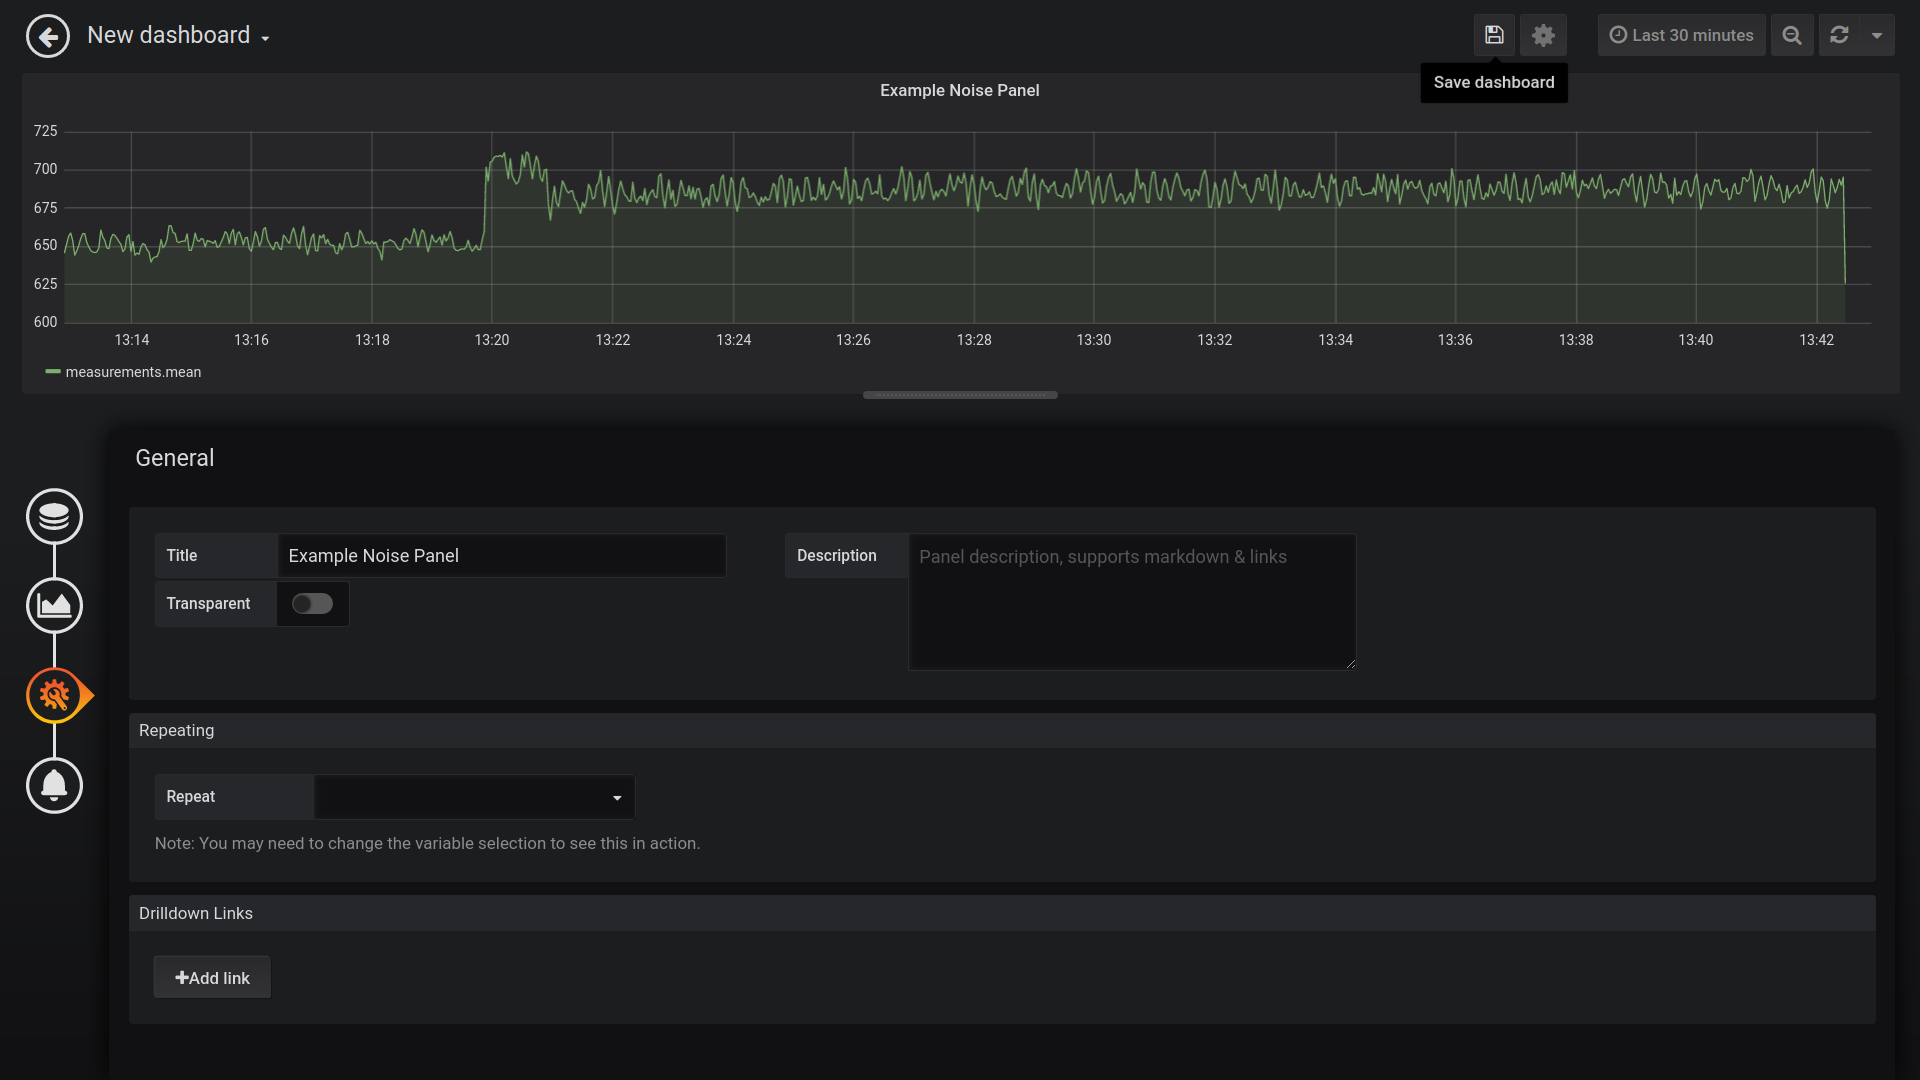 New dashboard
Last 30 minutes
Save dashboard
Example Noise Panel
725
700
675
650
625
600
13:14 13:16 13:18 13:20 13:22 13:24 13:26 13:28 13:30 13:32 13:34 13:36 13:38 13:40 13:42
measurements.mean
General
Title Example Noise Panel
Description Panel description, supports markdown & links
Transparent
Repeating
Repeat
Note: You may need to change the variable selection to see this in action.
Drilldown Links
+Add link